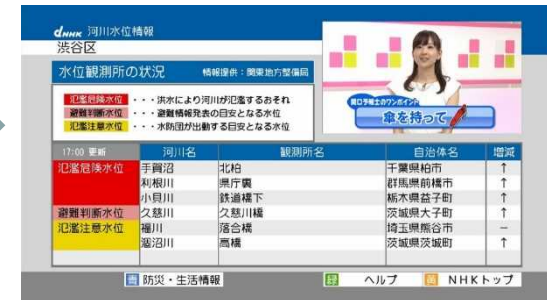 dNHK 河川水位情報
渋谷区
水位観測所の状況 情報提供:関東地方整備局
氾濫危険水位 ・・・洪水により河川が氾濫するおそれ
避難判断水位 ・・・避難情報発表の目安となる水位
氾濫注意水位 ・・・水防団が出動する目安となる水位
関口予報士のワンポイント
傘を持って
17:00 更新 河川名 観測所名 自治体名 増減
氾濫危険水位 手賀沼 北柏 千葉県柏市 ↑
利根川 県庁裏 群馬県前橋市 ↑
小貝川 鉄道橋下 栃木県益子町 ↑
避難判断水位 久慈川 久慈川橋 茨城県大子町 ↑
氾濫注意水位 福川 落合橋 埼玉県熊谷市 −
涸沼川 高橋 茨城県茨城町 ↑
青 防災・生活情報 緑 ヘルプ 黄 NHKトップ